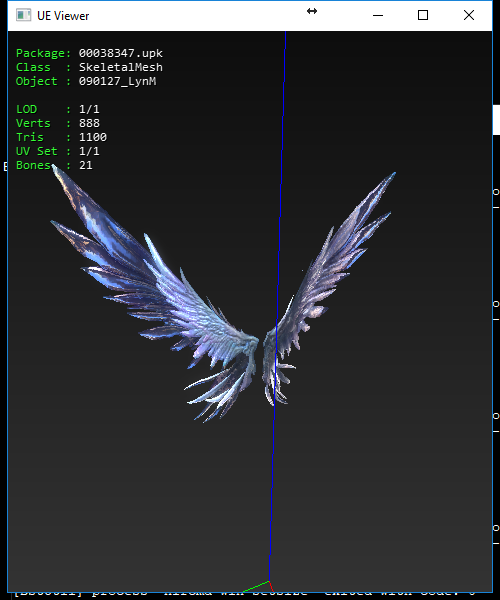 UE Viewer
Package: 00038347.upk
Class : SkeletalMesh
Object : 090127_LynM
LOD : 1/1
Verts : 888
Tris : 1100
UV Set : 1/1
Bones : 21